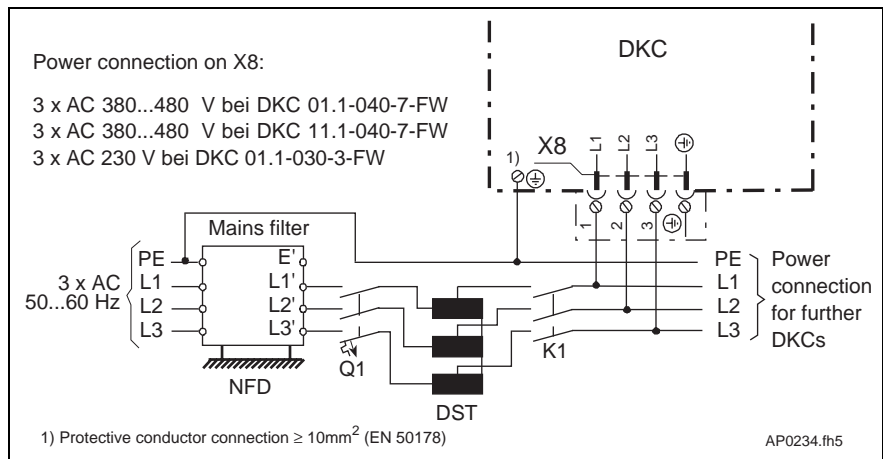 DKC
Power connection on X8:
3 x AC 380...480 V bei DKC 01.1-040-7-FW
3 x AC 380...480 V bei DKC 11.1-040-7-FW
3 x AC 230 V bei DKC 01.1-030-3-FW
X8
L1
L2
L3
1)
1
2
3
Mains filter
PE
L1
L2
L3
3 x AC
50...60 Hz
E'
L1'
L2'
L3'
NFD
Q1
DST
K1
PE
L1
L2
L3
Power
connection
for further
DKCs
1) Protective conductor connection ≥ 10mm² (EN 50178)
AP0234.fh5